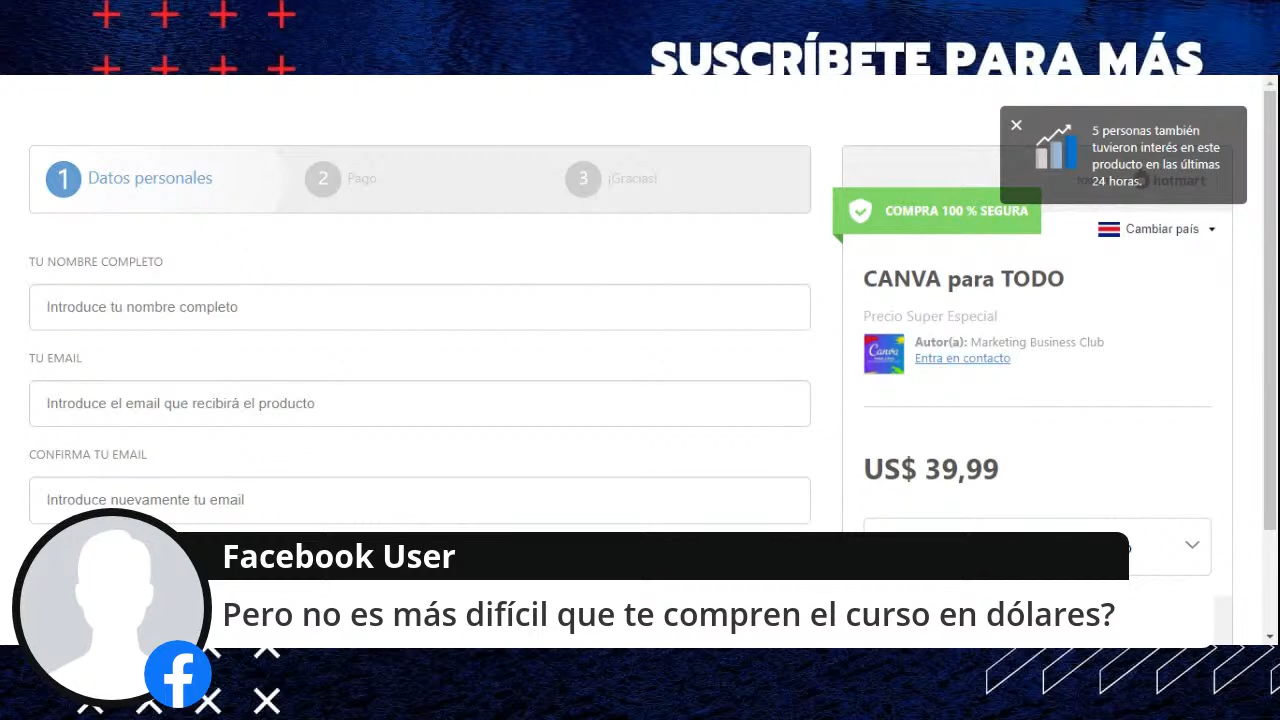 SUSCRÍBETE PARA MÁS
5 personas también
tuvieron interés en este
producto en las últimas
24 horas.
hotmart
1 Datos personales
2 Pago
3 ¡Gracias!
COMPRA 100 % SEGURA
Cambiar país
TU NOMBRE COMPLETO
Introduce tu nombre completo
TU EMAIL
Introduce el email que recibirá el producto
CONFIRMA TU EMAIL
Introduce nuevamente tu email
CANVA para TODO
Precio Super Especial
Canva
Autor(a): Marketing Business Club
Entra en contacto
US$ 39,99
Facebook User
Pero no es más difícil que te compren el curso en dólares?